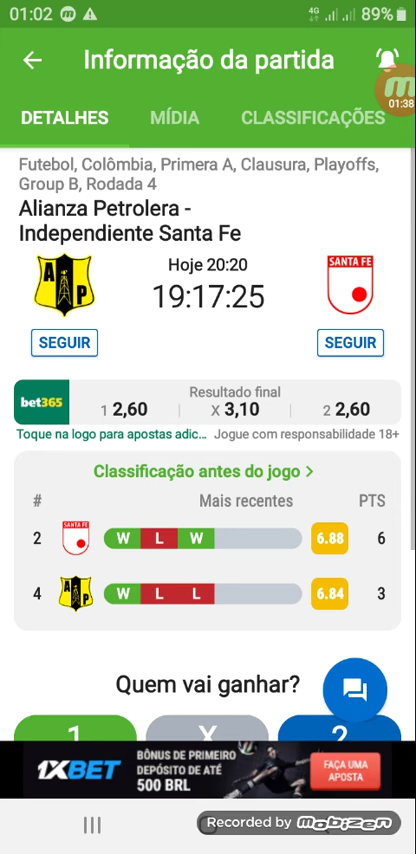 01:02 4G 89%
Informação da partida
01:38
DETALHES MÍDIA CLASSIFICAÇÕES
Futebol, Colômbia, Primera A, Clausura, Playoffs,
Group B, Rodada 4
Alianza Petrolera -
Independiente Santa Fe
A P
Hoje 20:20
SANTA FE
19:17:25
SEGUIR SEGUIR
bet365
Resultado final
1 2,60 X 3,10 2 2,60
Toque na logo para apostas adic... Jogue com responsabilidade 18+
Classificação antes do jogo >
# Mais recentes PTS
2 SANTA FE W L W 6.88 6
4 A P W L L 6.84 3
Quem vai ganhar?
1 X 2
1XBET
BÔNUS DE PRIMEIRO
DEPÓSITO DE ATÉ
500 BRL
FAÇA UMA
APOSTA
Recorded by mobizen